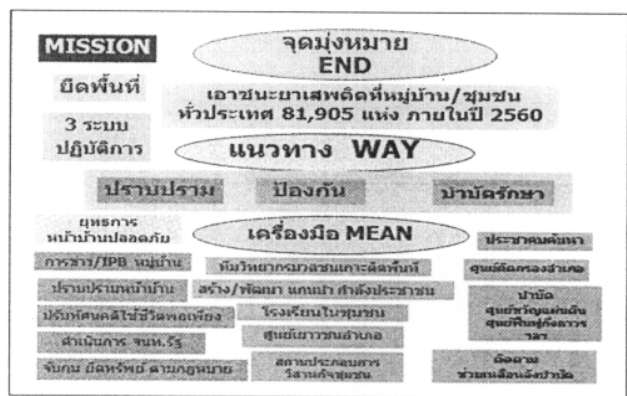 MISSION
จุดมุ่งหมาย
END
ยึดพื้นที่
เอาชนะยาเสพติดที่หมู่บ้าน/ชุมชน
ทั่วประเทศ 81,905 แห่ง ภายในปี 2560
3 ระบบ
ปฏิบัติการ
แนวทาง WAY
ปราบปราม
ป้องกัน
บำบัดรักษา
ยุทธการ
หมู่บ้านปลอดภัย
เครื่องมือ MEAN
ประชาคมค้นหา
การข่าว/IPB หมู่บ้าน
ทีมวิทยากรมวลชนเกาะติดพื้นที่
ศูนย์คัดกรองอำเภอ
ปราบปรามหมู่บ้าน
สร้าง/พัฒนา แกนนำ กำลังประชาชน
บำบัด
ศูนย์ขวัญแผ่นดิน
ศูนย์ฟื้นฟูกึ่งถาวร
ฯลฯ
ปรับทัศนคติใช้ชีวิตพอเพียง
โรงเรียนในชุมชน
ดำเนินการ จนท.รัฐ
ศูนย์เยาวชนอำเภอ
จับกุม ยึดทรัพย์ ตามกฎหมาย
สถานประกอบการ
วิสาหกิจชุมชน
ติดตาม
ช่วยเหลือหลังบำบัด